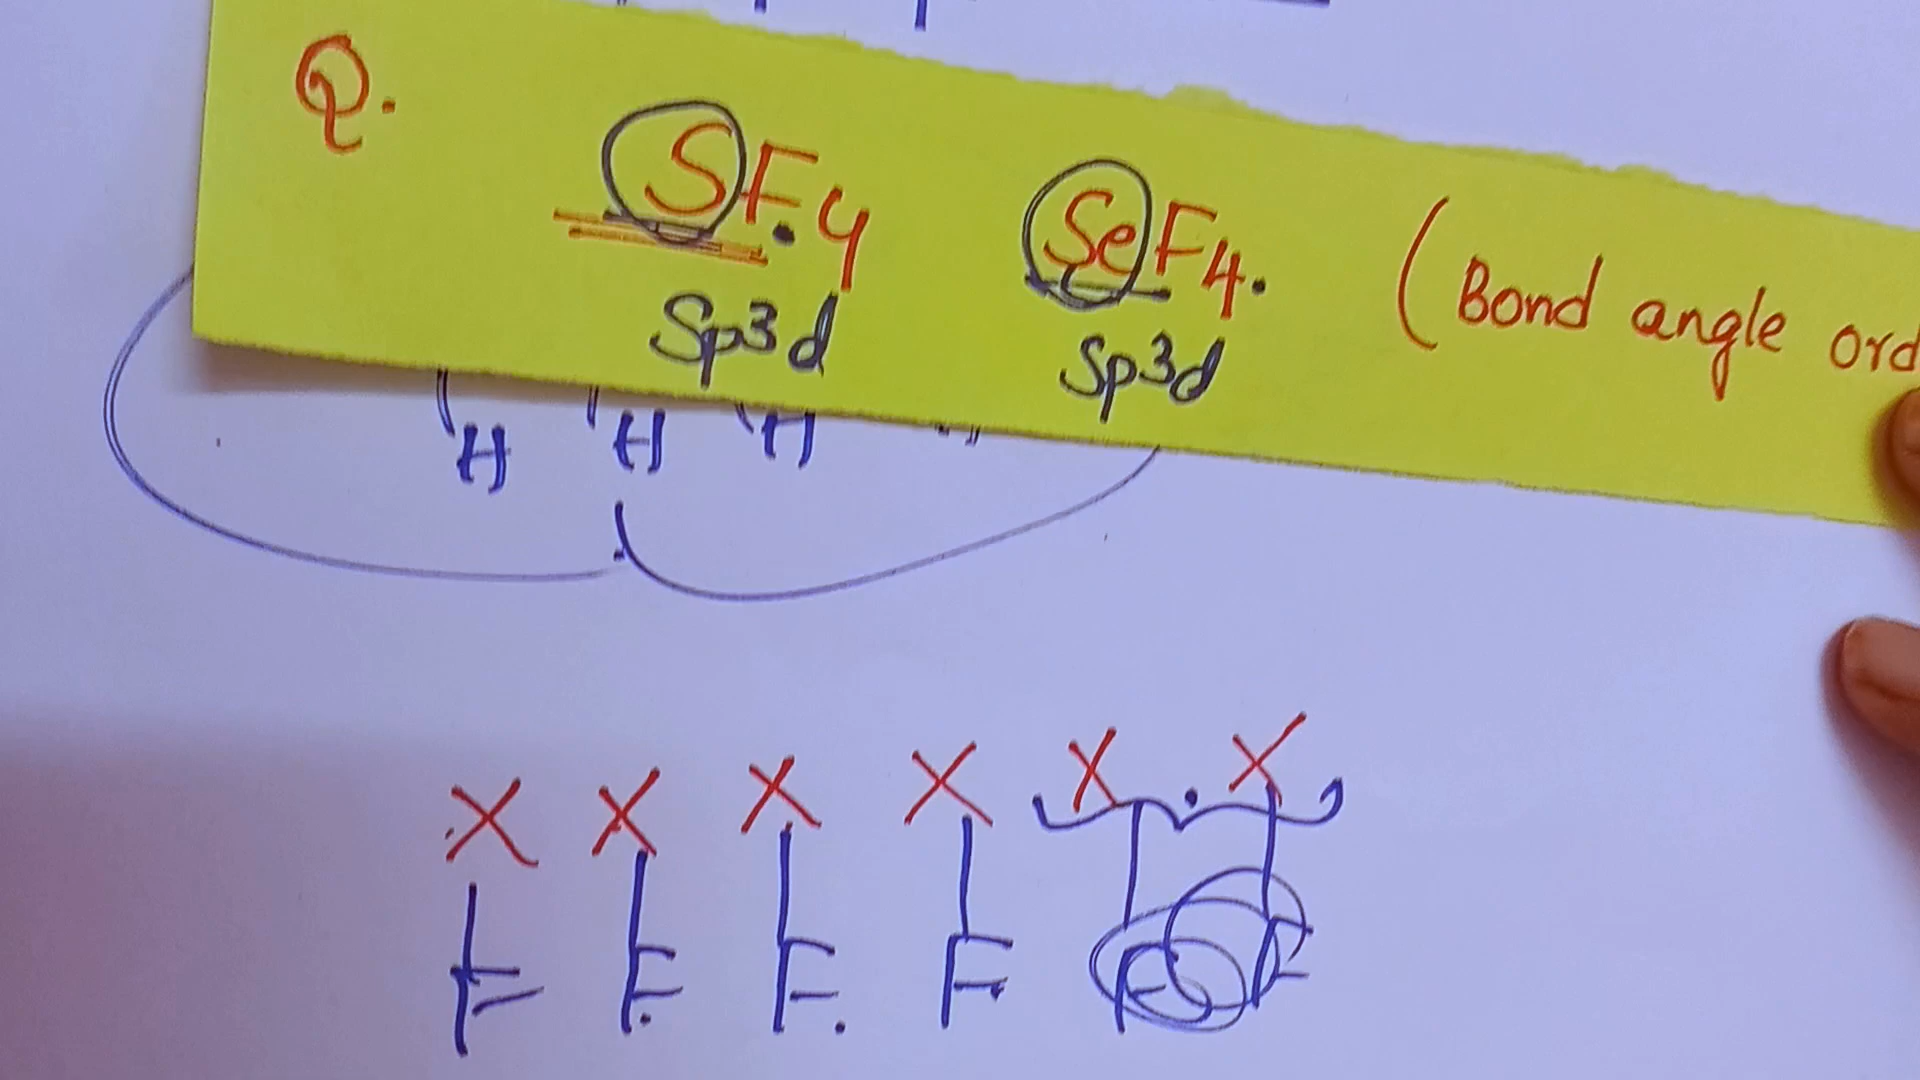 Q. SF4 SeF4. (Bond angle ord
Sp3d Sp3d
H H H
X X X X X X
F F F F F F